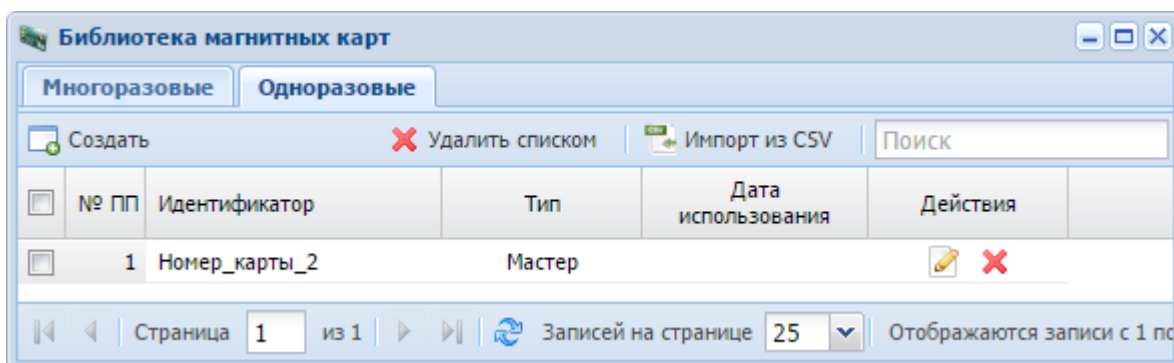 Библиотека магнитных карт
Многоразовые Одноразовые
Создать Удалить списком Импорт из CSV Поиск
№ ПП Идентификатор Тип Дата использования Действия
1 Номер_карты_2 Мастер
Страница 1 из 1 Записей на странице 25 Отображаются записи с 1 по